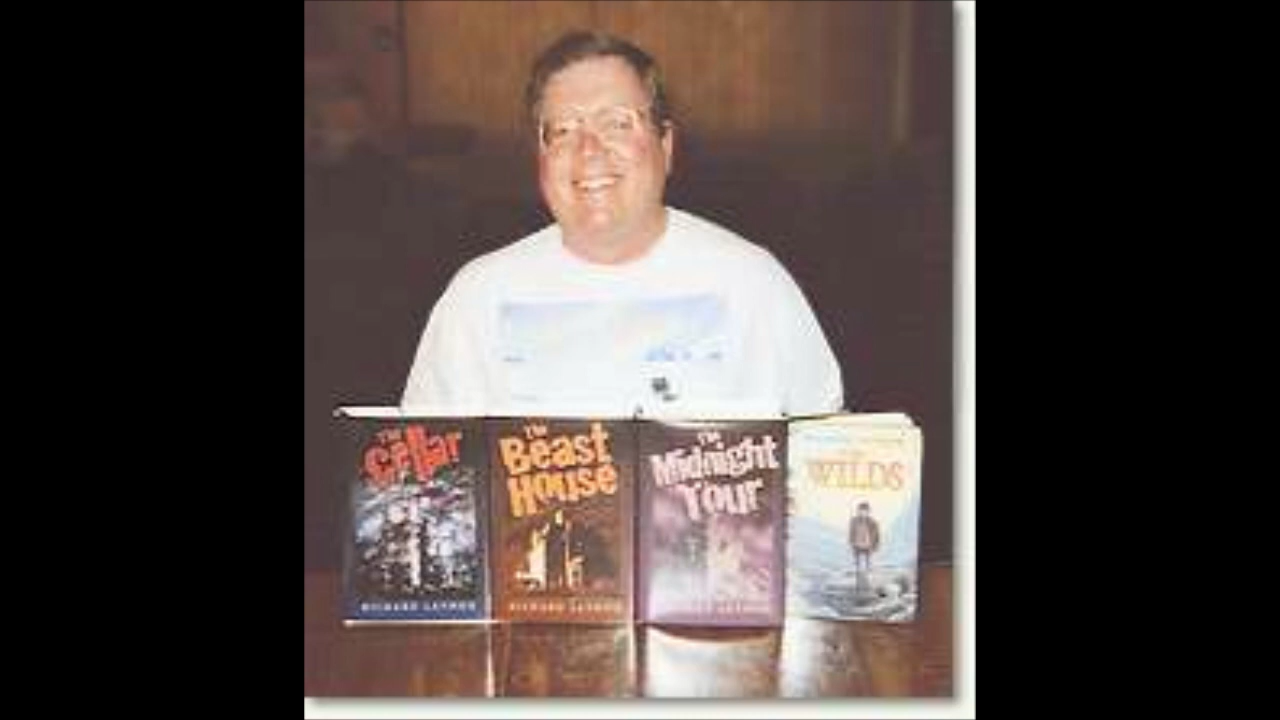 The
Cellar
RICHARD LAYMON
The
Beast
House
RICHARD LAYMON
The
Midnight
Tour
WILDS